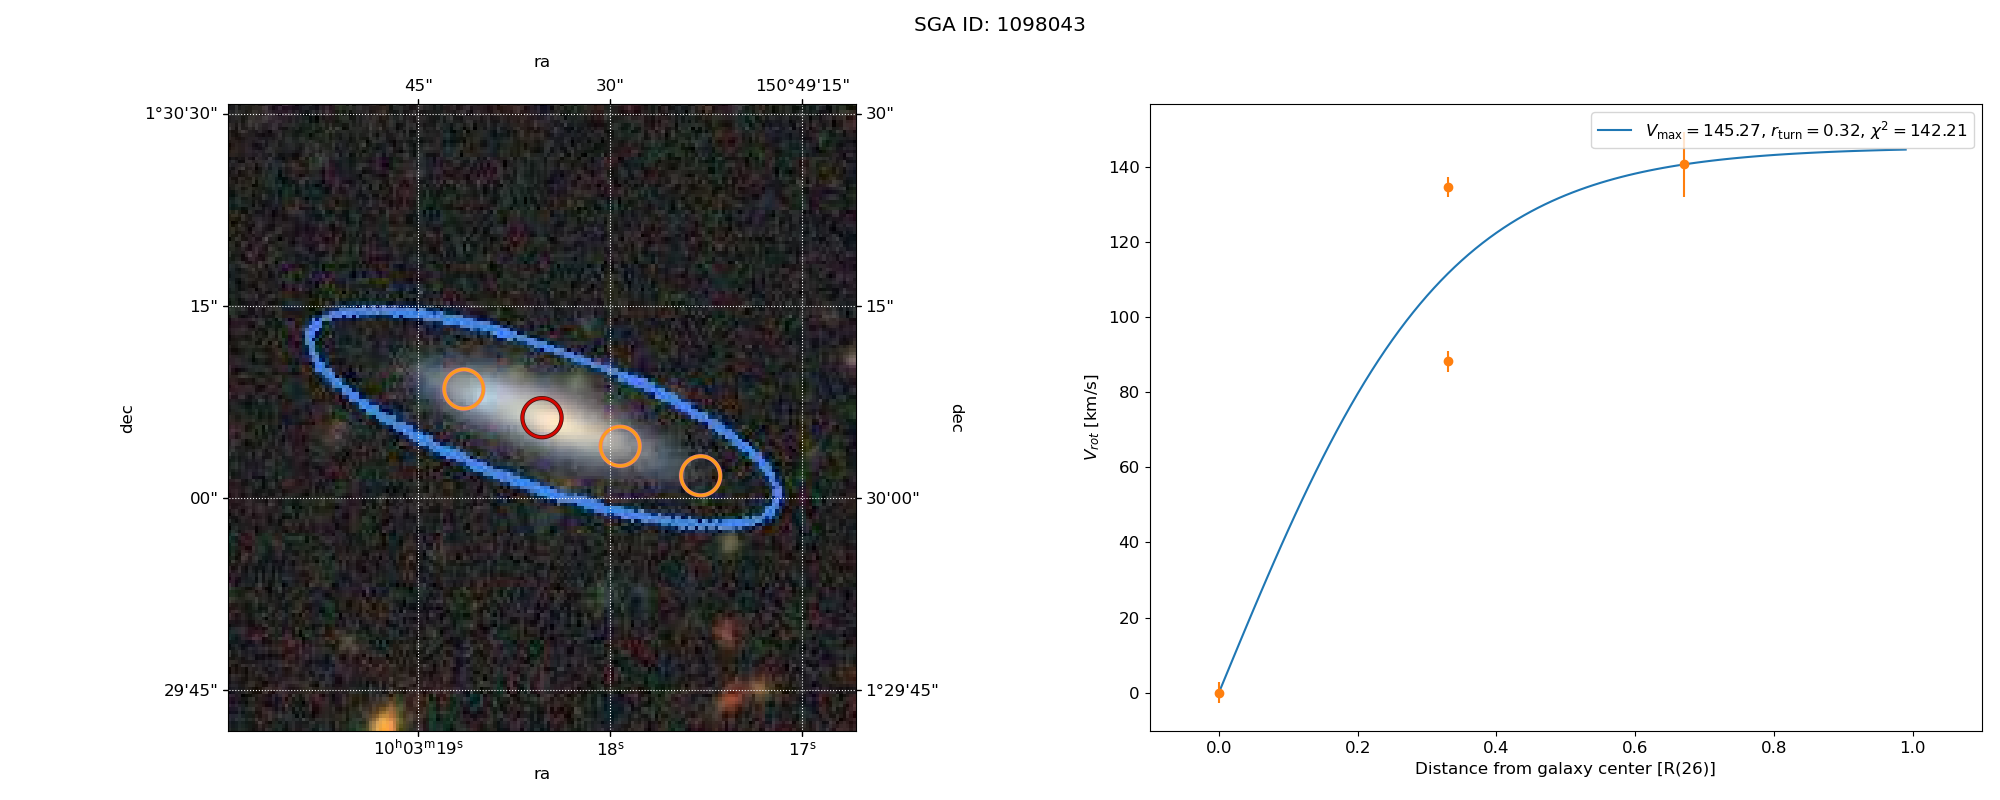 SGA ID: 1098043
ra
45" 30" 150°49'15"
1°30'30" 30"
15" 15"
dec dec
00" 30'00"
29'45" 1°29'45"
10ʰ03ᵐ19ˢ 18ˢ 17ˢ
ra
V_max = 145.27, r_turn = 0.32, χ² = 142.21
140
120
100
80
60
40
20
0
V_rot [km/s]
0.0 0.2 0.4 0.6 0.8 1.0
Distance from galaxy center [R(26)]